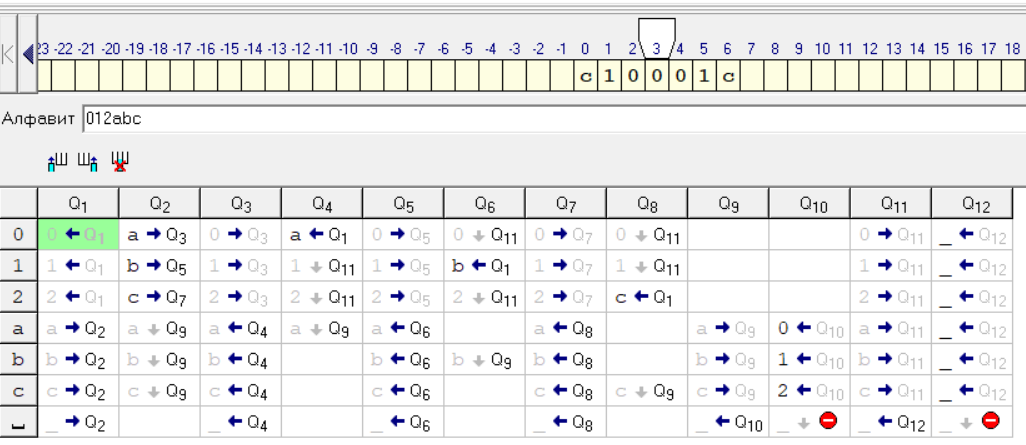 23 -22 -21 -20 -19 -18 -17 -16 -15 -14 -13 -12 -11 -10 -9 -8 -7 -6 -5 -4 -3 -2 -1 0 1 2 3 4 5 6 7 8 9 10 11 12 13 14 15 16 17 18
c 1 0 0 0 1 c
Алфавит 012abc
Q1 Q2 Q3 Q4 Q5 Q6 Q7 Q8 Q9 Q10 Q11 Q12
0 0 ← Q1 a → Q3 0 → Q3 a ← Q1 0 → Q5 0 ↓ Q11 0 → Q7 0 ↓ Q11 0 → Q11 _ ← Q12
1 1 ← Q1 b → Q5 1 → Q3 1 ↓ Q11 1 → Q5 b ← Q1 1 → Q7 1 ↓ Q11 1 → Q11 _ ← Q12
2 2 ← Q1 c → Q7 2 → Q3 2 ↓ Q11 2 → Q5 2 ↓ Q11 2 → Q7 c ← Q1 2 → Q11 _ ← Q12
a a → Q2 a ↓ Q9 a ← Q4 a ↓ Q9 a ← Q6 a ← Q8 a → Q9 0 ← Q10 a → Q11 _ ← Q12
b b → Q2 b ↓ Q9 b ← Q4 b ← Q6 b ↓ Q9 b ← Q8 b → Q9 1 ← Q10 b → Q11 _ ← Q12
c c → Q2 c ↓ Q9 c ← Q4 c ← Q6 c ← Q8 c ↓ Q9 c → Q9 2 ← Q10 c → Q11 _ ← Q12
␣ _ → Q2 _ ← Q4 _ ← Q6 _ ← Q8 _ ← Q10 _ ↓ _ ← Q12 _ ↓